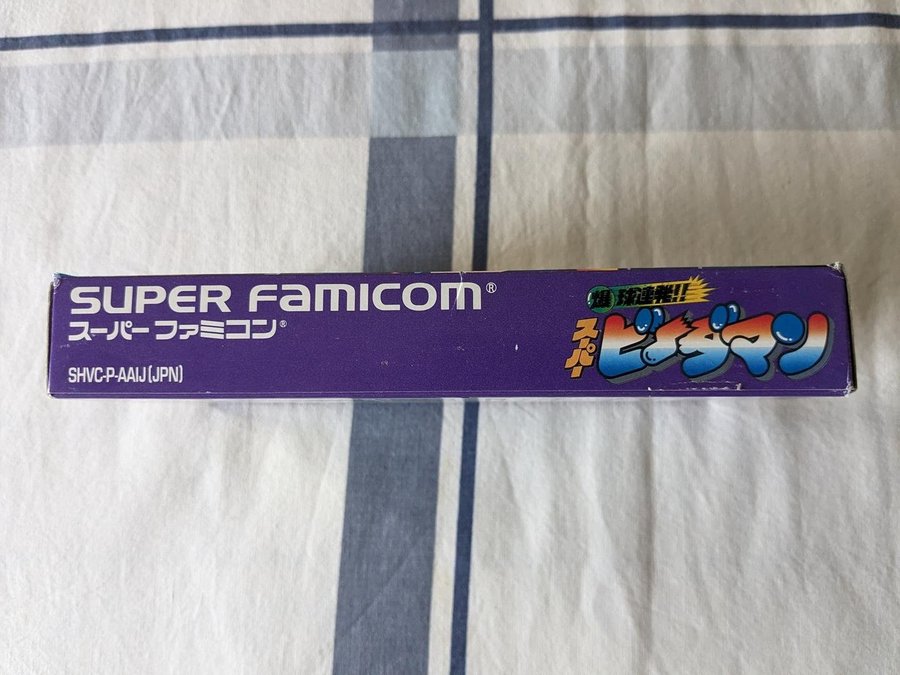 SUPER FAMICOM®
スーパーファミコン®
SHVC-P-AAIJ(JPN)
爆球連発!!
スーパー
ビーダマン